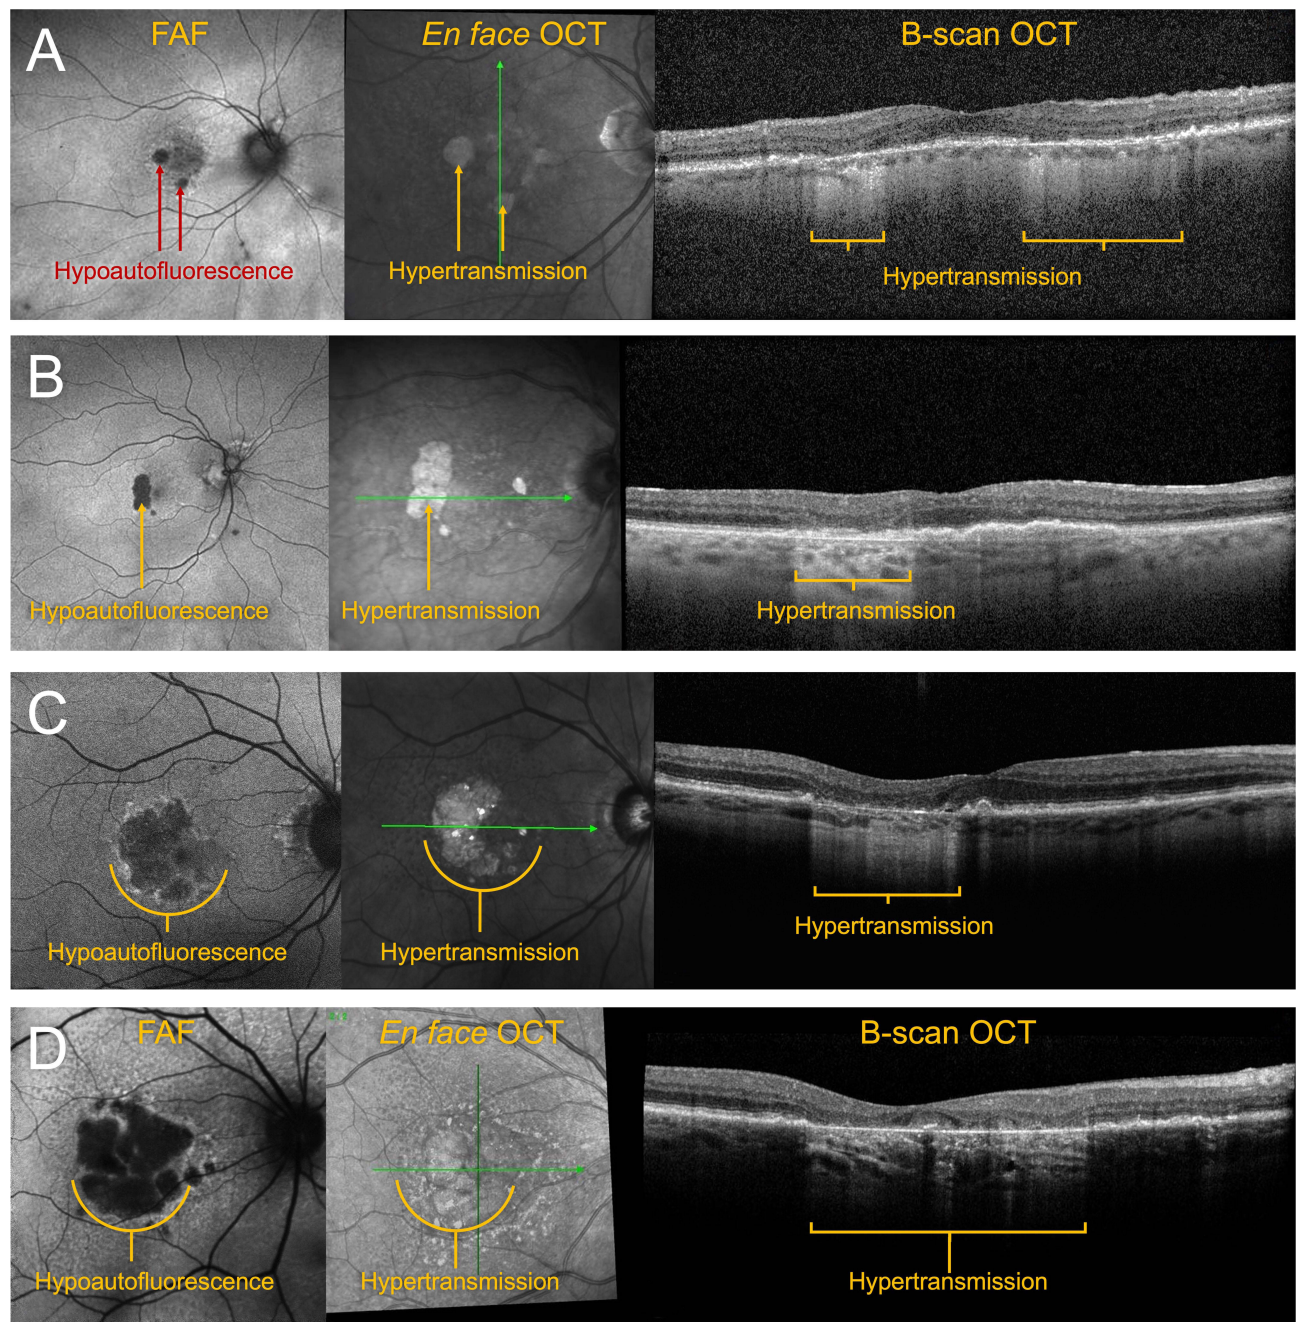 A
FAF
En face OCT
B-scan OCT
Hypoautofluorescence
Hypertransmission
Hypertransmission
B
Hypoautofluorescence
Hypertransmission
Hypertransmission
C
Hypoautofluorescence
Hypertransmission
Hypertransmission
D
FAF
En face OCT
B-scan OCT
Hypoautofluorescence
Hypertransmission
Hypertransmission